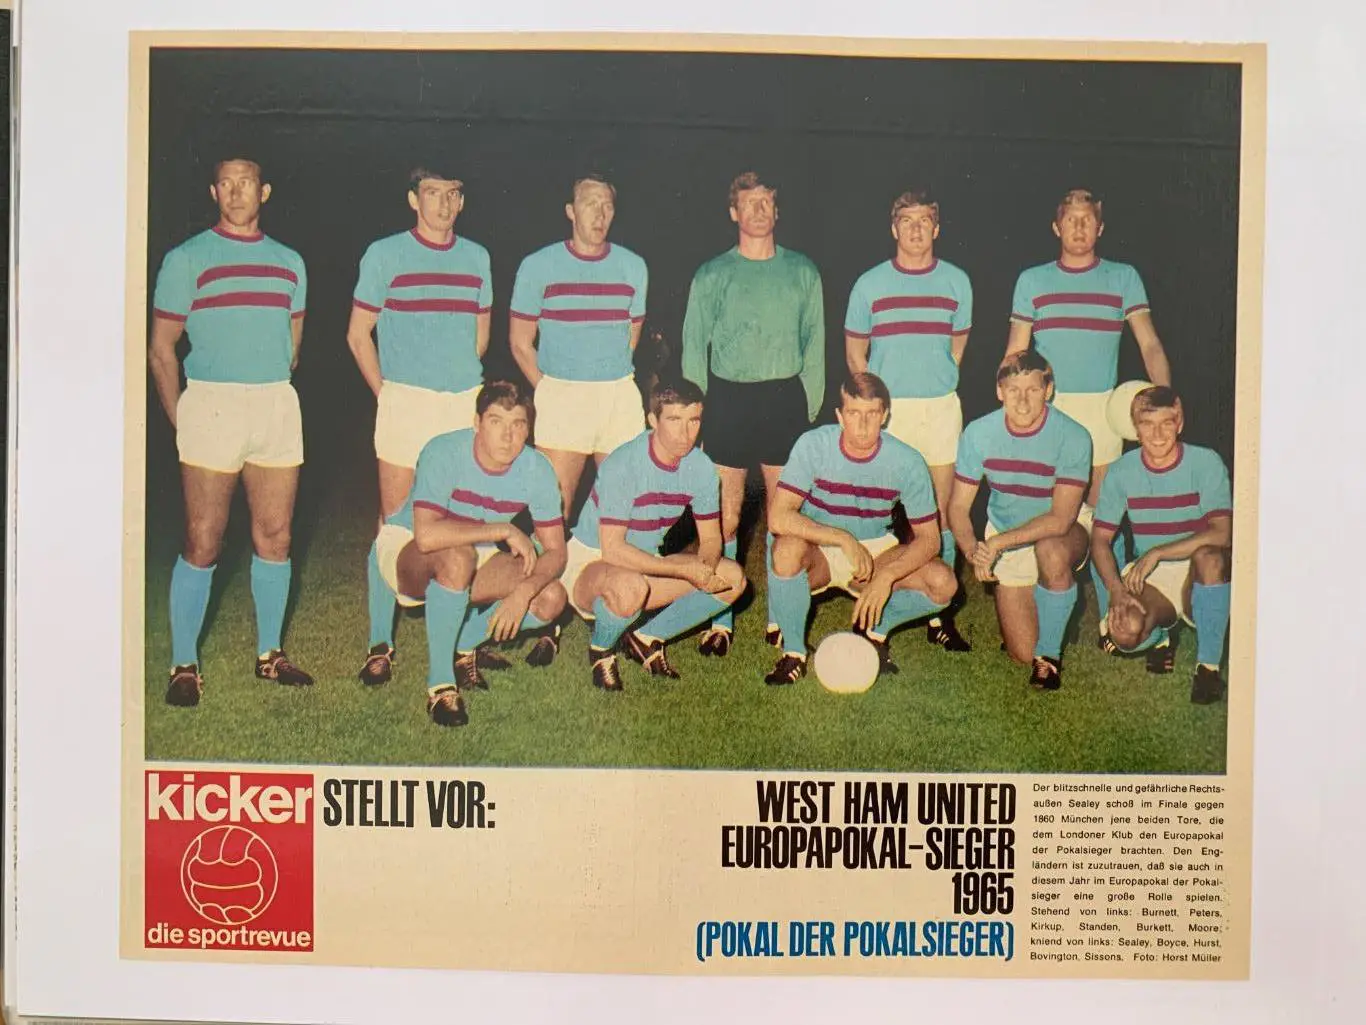 kicker
die sportrevue
STELLT VOR:
WEST HAM UNITED
EUROPAPOKAL-SIEGER
1965
(POKAL DER POKALSIEGER)
Der blitzschnelle und gefährliche Rechts-
außen Sealey schoß im Finale gegen
1860 München jene beiden Tore, die
dem Londoner Klub den Europapokal
der Pokalsieger brachten. Den Eng-
ländern ist zuzutrauen, daß sie auch in
diesem Jahr im Europapokal der Pokal-
sieger eine große Rolle spielen.
Stehend von links: Burnett, Peters,
Kirkup, Standen, Burkett, Moore;
kniend von links: Sealey, Boyce, Hurst,
Bovington, Sissons. Foto: Horst Müller